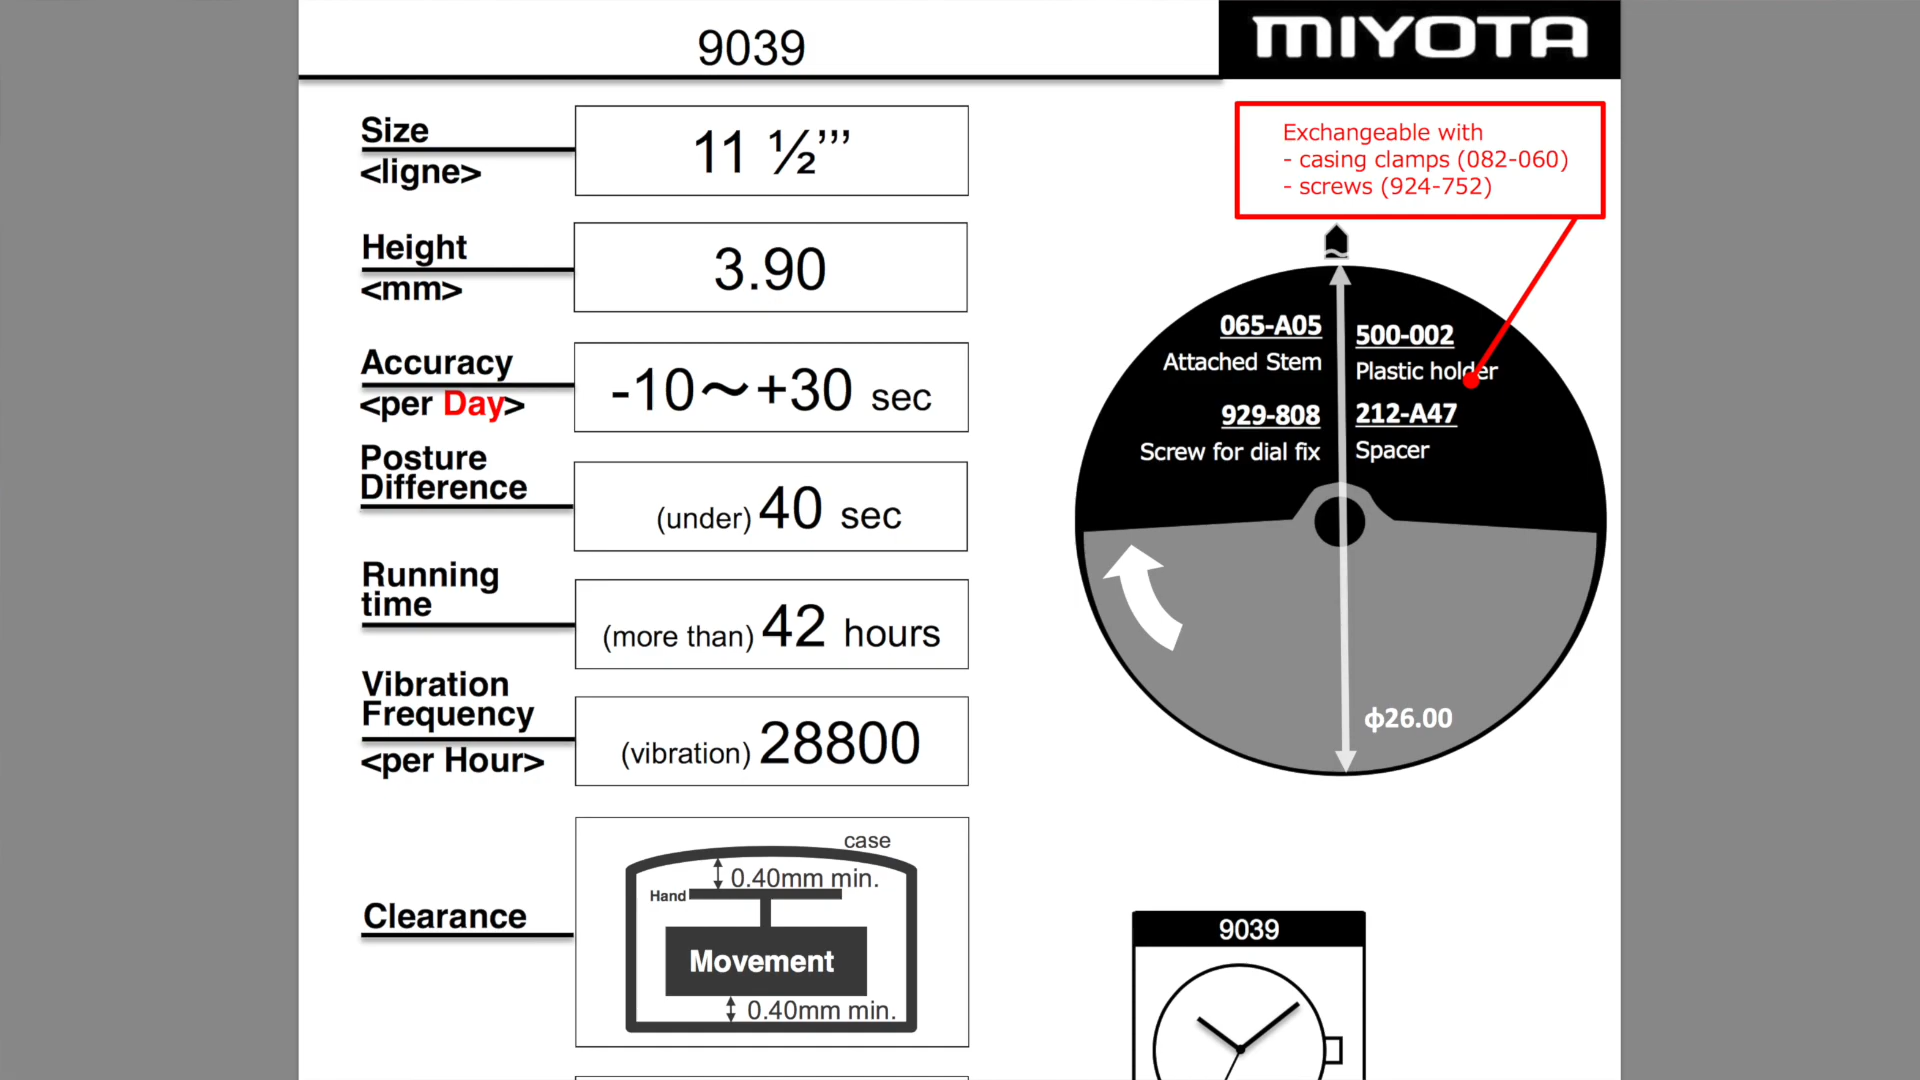 9039
MIYOTA
Size
<ligne>
11 ½’’’
Height
<mm>
3.90
Accuracy
<per Day>
-10～+30 sec
Posture
Difference
(under) 40 sec
Running
time
(more than) 42 hours
Vibration
Frequency
<per Hour>
(vibration) 28800
Clearance
case
0.40mm min.
Hand
Movement
0.40mm min.
Exchangeable with
- casing clamps (082-060)
- screws (924-752)
065-A05
Attached Stem
929-808
Screw for dial fix
500-002
Plastic holder
212-A47
Spacer
ϕ26.00
9039